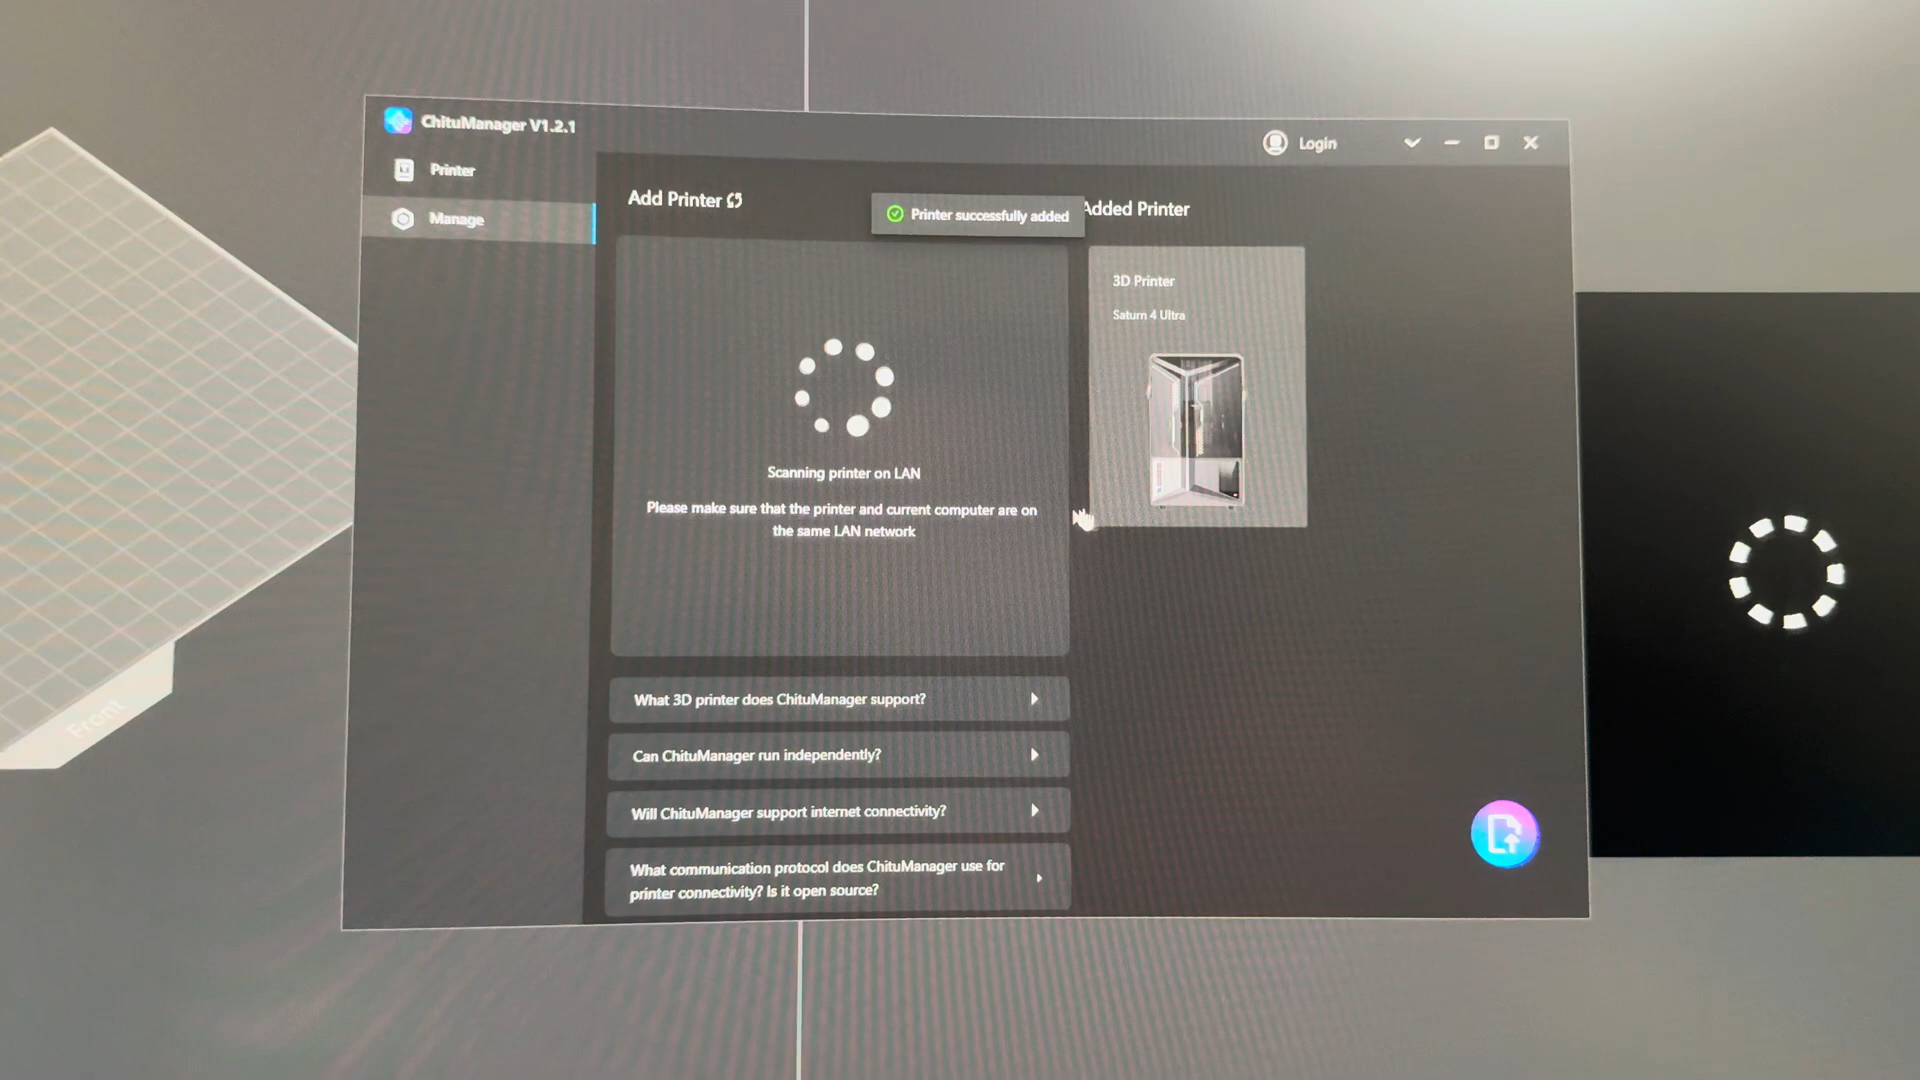 ChituManager V1.2.1
Login
Printer
Manage
Add Printer
Printer successfully added
Added Printer
3D Printer
Saturn 4 Ultra
Scanning printer on LAN
Please make sure that the printer and current computer are on
the same LAN network
What 3D printer does ChituManager support?
Can ChituManager run independently?
Will ChituManager support internet connectivity?
What communication protocol does ChituManager use for
printer connectivity? Is it open source?
Front